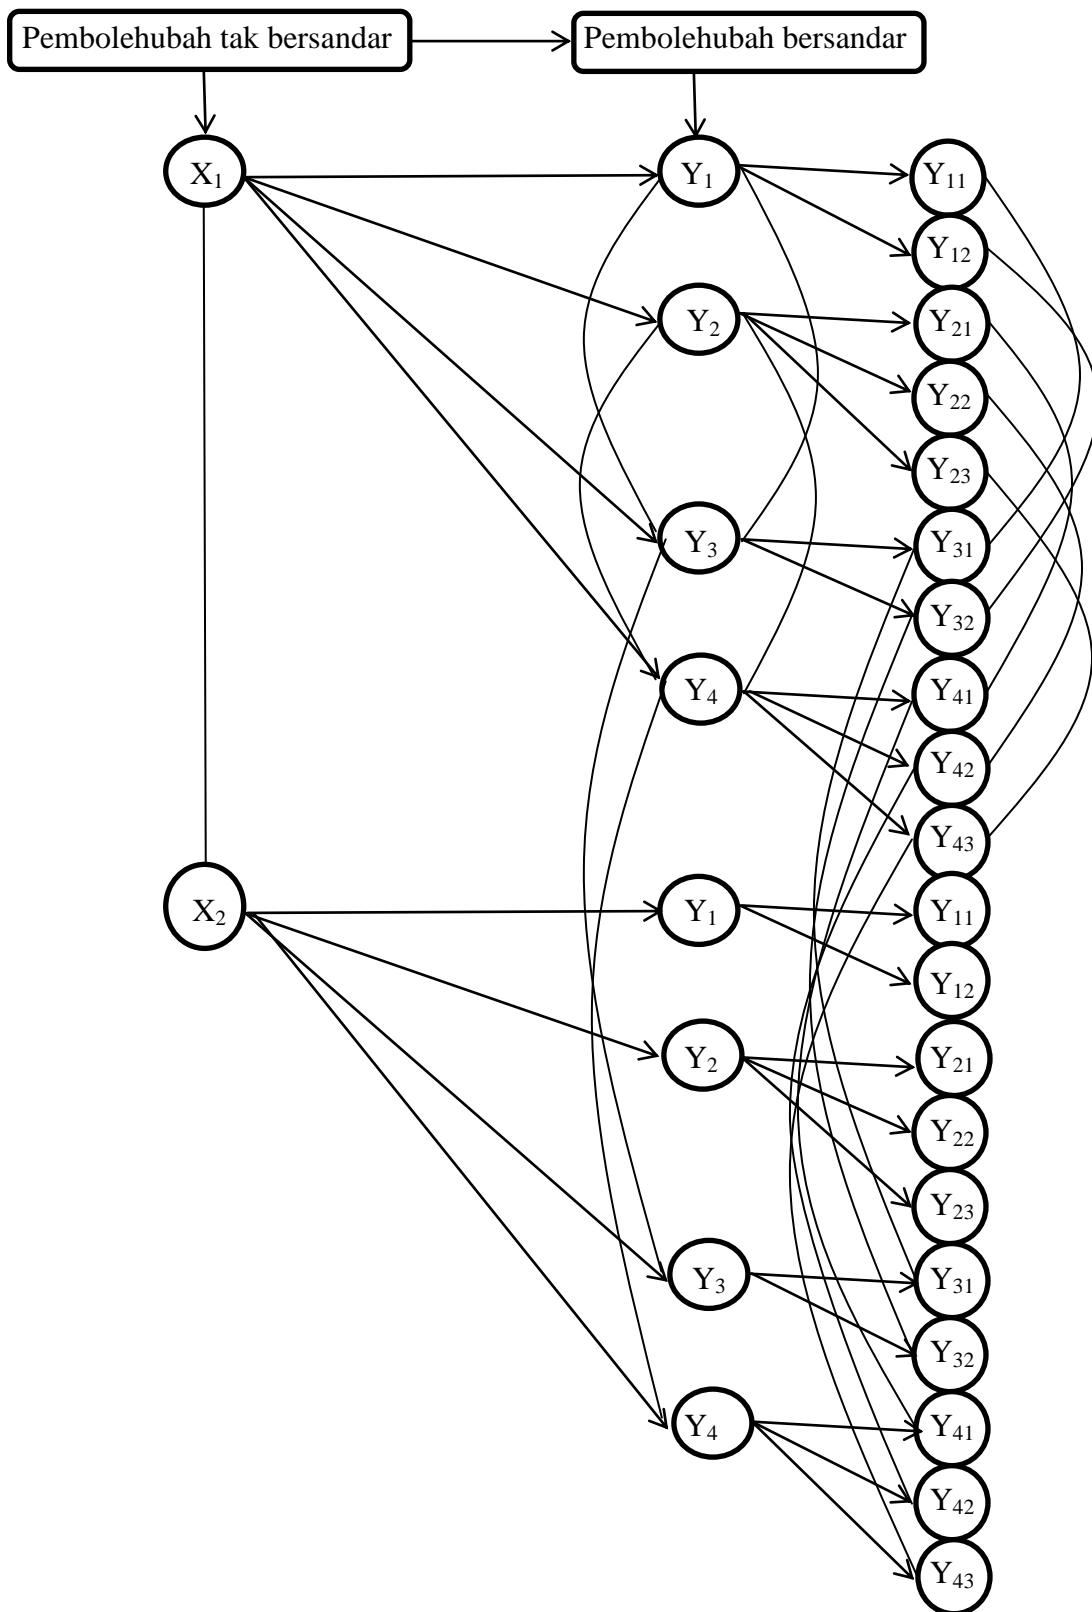 Pembolehubah tak bersandar
Pembolehubah bersandar
X₁
Y₁
Y₁₁
Y₁₂
Y₂
Y₂₁
Y₂₂
Y₂₃
Y₃
Y₃₁
Y₃₂
Y₄
Y₄₁
Y₄₂
Y₄₃
X₂
Y₁
Y₁₁
Y₁₂
Y₂
Y₂₁
Y₂₂
Y₂₃
Y₃
Y₃₁
Y₃₂
Y₄
Y₄₁
Y₄₂
Y₄₃